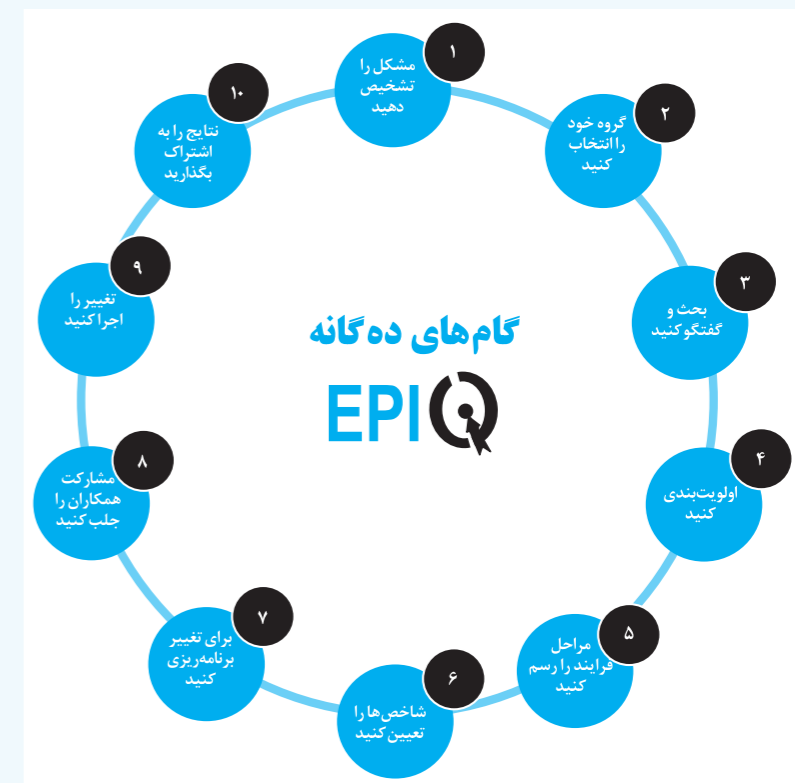 گام‌های ده گانه
EPIQ
۱
مشکل را
تشخیص
دهید
۲
گروه خود
را انتخاب
کنید
۳
بحث و
گفتگو کنید
۴
اولویت‌بندی
کنید
۵
مراحل
فرایند را رسم
کنید
۶
شاخص‌ها را
تعیین کنید
۷
برای تغییر
برنامه‌ریزی
کنید
۸
مشارکت
همکاران را
جلب کنید
۹
تغییر را
اجرا کنید
۱۰
نتایج را به
اشتراک
بگذارید